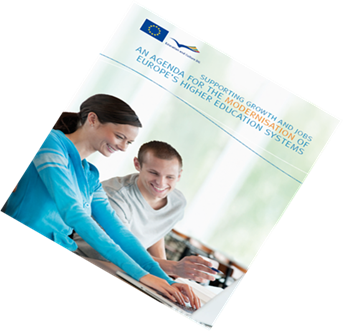 SUPPORTING GROWTH AND JOBS
AN AGENDA FOR THE MODERNISATION OF
EUROPE'S HIGHER EDUCATION SYSTEMS